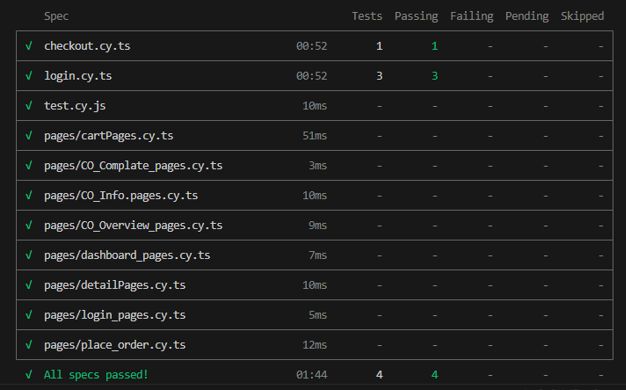 Spec Tests Passing Failing Pending Skipped
√ checkout.cy.ts 00:52 1 1 - - -
√ login.cy.ts 00:52 3 3 - - -
√ test.cy.js 10ms - - - - -
√ pages/cartPages.cy.ts 51ms - - - - -
√ pages/CO_Complate_pages.cy.ts 3ms - - - - -
√ pages/CO_Info.pages.cy.ts 10ms - - - - -
√ pages/CO_Overview_pages.cy.ts 9ms - - - - -
√ pages/dashboard_pages.cy.ts 7ms - - - - -
√ pages/detailPages.cy.ts 10ms - - - - -
√ pages/login_pages.cy.ts 5ms - - - - -
√ pages/place_order.cy.ts 12ms - - - - -
√ All specs passed! 01:44 4 4 - - -